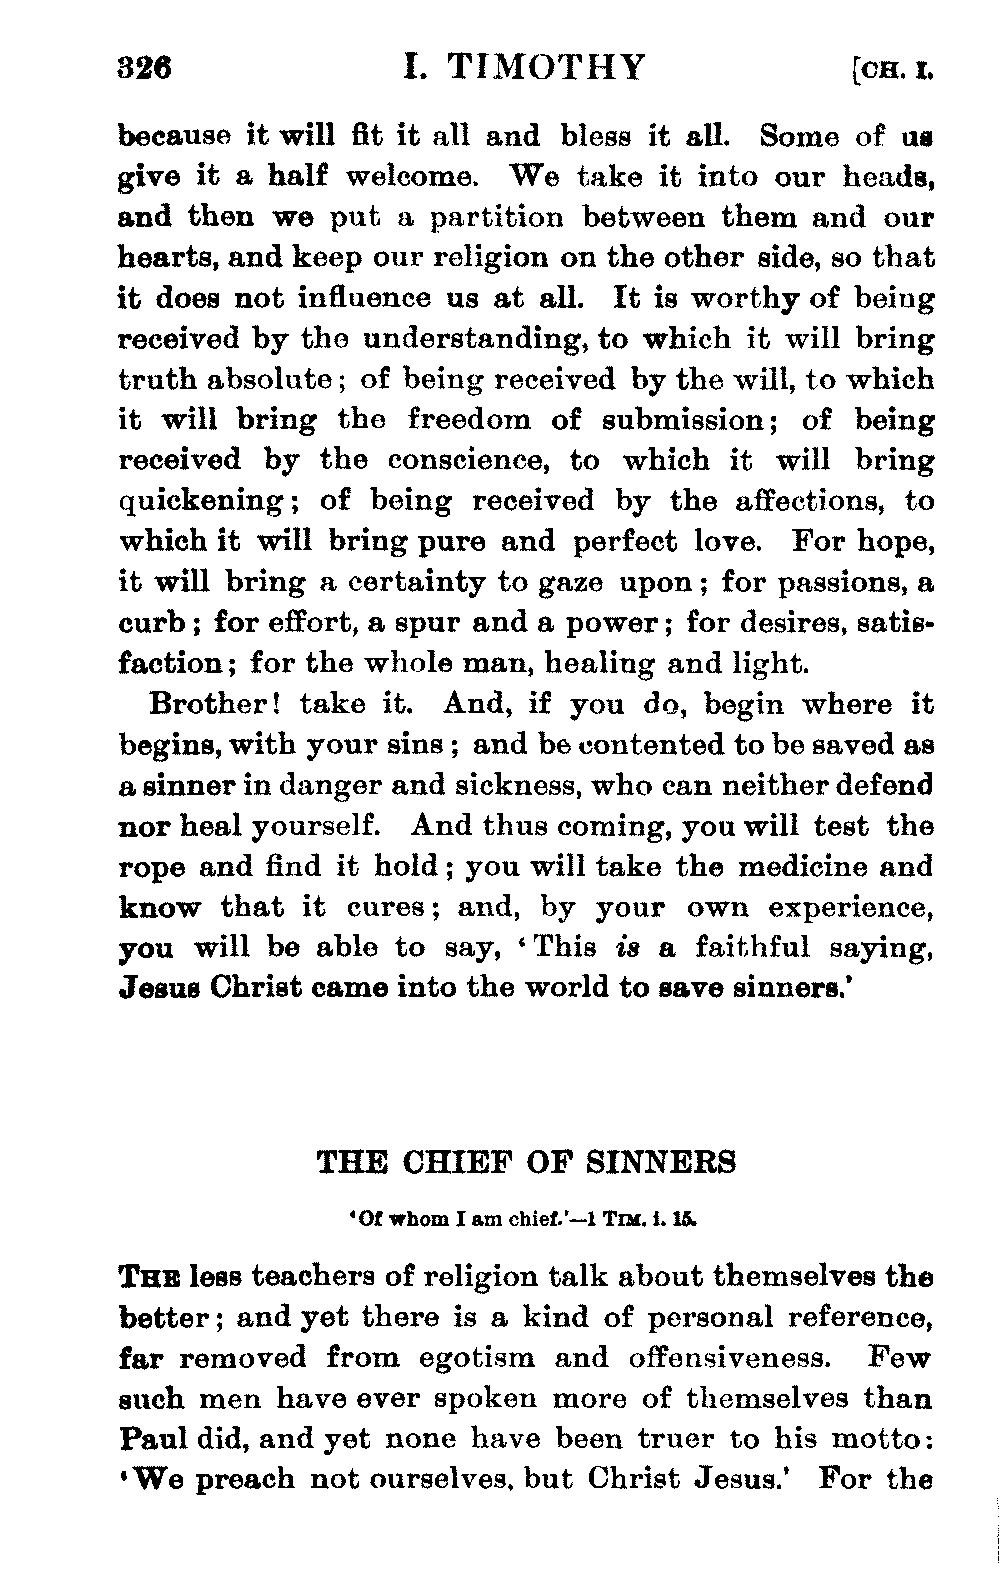 326 I. TIMOTHY [CH. I.
because it will fit it all and bless it all. Some of us
give it a half welcome. We take it into our heads,
and then we put a partition between them and our
hearts, and keep our religion on the other side, so that
it does not influence us at all. It is worthy of being
received by the understanding, to which it will bring
truth absolute; of being received by the will, to which
it will bring the freedom of submission; of being
received by the conscience, to which it will bring
quickening; of being received by the affections, to
which it will bring pure and perfect love. For hope,
it will bring a certainty to gaze upon; for passions, a
curb; for effort, a spur and a power; for desires, satis-
faction; for the whole man, healing and light.
Brother! take it. And, if you do, begin where it
begins, with your sins; and be contented to be saved as
a sinner in danger and sickness, who can neither defend
nor heal yourself. And thus coming, you will test the
rope and find it hold; you will take the medicine and
know that it cures; and, by your own experience,
you will be able to say, ‘This is a faithful saying,
Jesus Christ came into the world to save sinners.’
THE CHIEF OF SINNERS
‘Of whom I am chief.’—1 TIM. i. 15.
THE less teachers of religion talk about themselves the
better; and yet there is a kind of personal reference,
far removed from egotism and offensiveness. Few
such men have ever spoken more of themselves than
Paul did, and yet none have been truer to his motto:
‘We preach not ourselves, but Christ Jesus.’ For the